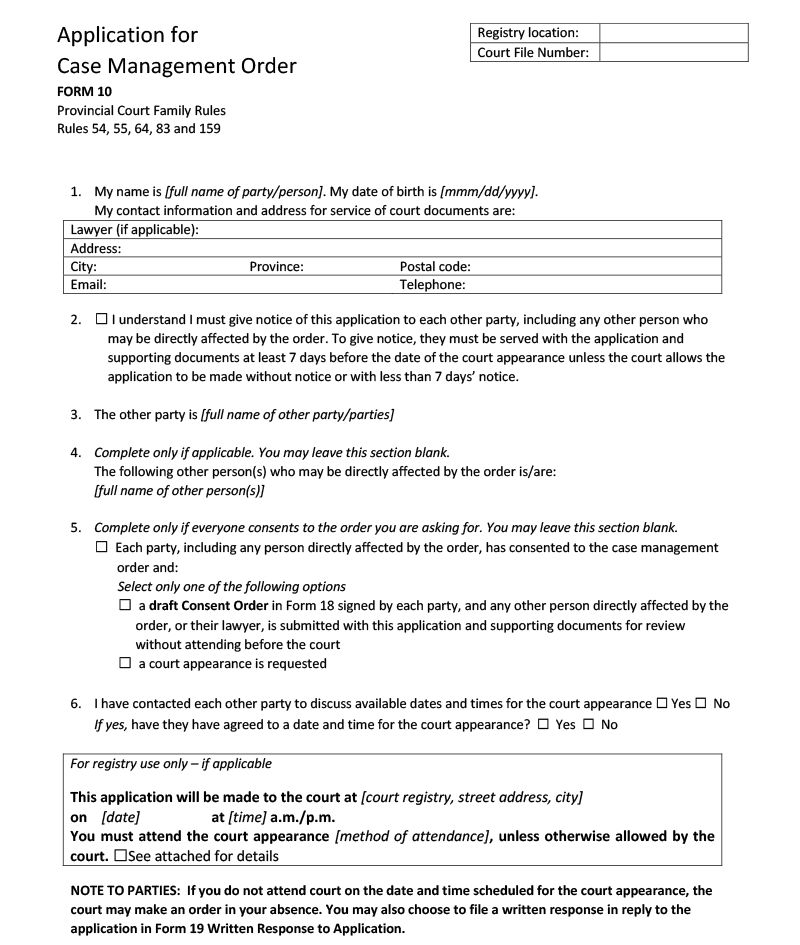 Application for
Case Management Order
FORM 10
Provincial Court Family Rules
Rules 54, 55, 64, 83 and 159
Registry location:
Court File Number:
1. My name is [full name of party/person]. My date of birth is [mmm/dd/yyyy].
My contact information and address for service of court documents are:
Lawyer (if applicable):
Address:
City: Province: Postal code:
Email: Telephone:
2. ☐ I understand I must give notice of this application to each other party, including any other person who
may be directly affected by the order. To give notice, they must be served with the application and
supporting documents at least 7 days before the date of the court appearance unless the court allows the
application to be made without notice or with less than 7 days’ notice.
3. The other party is [full name of other party/parties]
4. Complete only if applicable. You may leave this section blank.
The following other person(s) who may be directly affected by the order is/are:
[full name of other person(s)]
5. Complete only if everyone consents to the order you are asking for. You may leave this section blank.
☐ Each party, including any person directly affected by the order, has consented to the case management
order and:
Select only one of the following options
☐ a draft Consent Order in Form 18 signed by each party, and any other person directly affected by the
order, or their lawyer, is submitted with this application and supporting documents for review
without attending before the court
☐ a court appearance is requested
6. I have contacted each other party to discuss available dates and times for the court appearance ☐ Yes ☐ No
If yes, have they have agreed to a date and time for the court appearance? ☐ Yes ☐ No
For registry use only – if applicable
This application will be made to the court at [court registry, street address, city]
on [date] at [time] a.m./p.m.
You must attend the court appearance [method of attendance], unless otherwise allowed by the
court. ☐See attached for details
NOTE TO PARTIES: If you do not attend court on the date and time scheduled for the court appearance, the
court may make an order in your absence. You may also choose to file a written response in reply to the
application in Form 19 Written Response to Application.